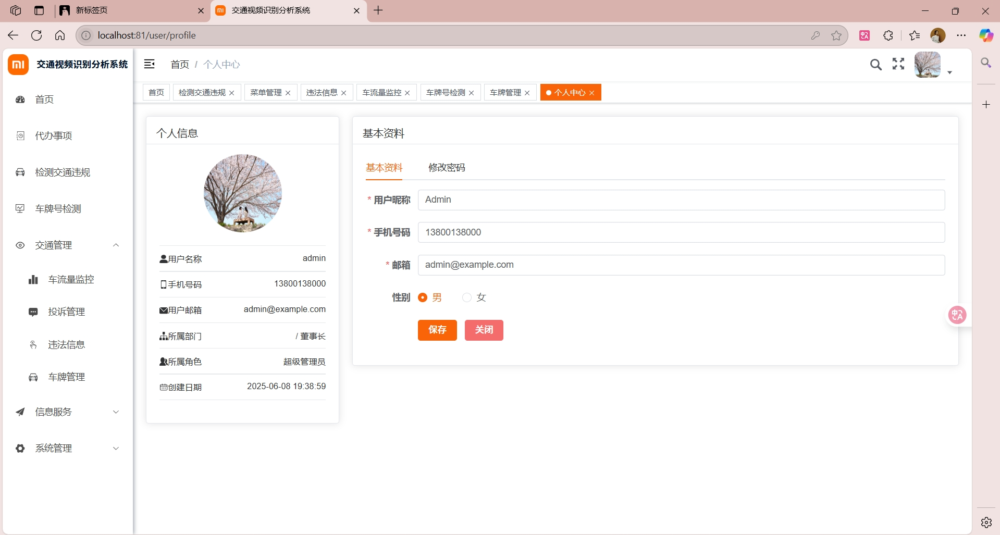 新标签页
交通视频识别分析系统
localhost:81/user/profile
交通视频识别分析系统
首页 / 个人中心
首页
检测交通违规
菜单管理
违法信息
车流量监控
车牌号检测
车牌管理
个人中心
首页
代办事项
检测交通违规
车牌号检测
交通管理
车流量监控
投诉管理
违法信息
车牌管理
信息服务
系统管理
个人信息
用户名称 admin
手机号码 13800138000
用户邮箱 admin@example.com
所属部门 / 董事长
所属角色 超级管理员
创建日期 2025-06-08 19:38:59
基本资料
基本资料 修改密码
* 用户昵称 Admin
* 手机号码 13800138000
* 邮箱 admin@example.com
性别 男 女
保存 关闭